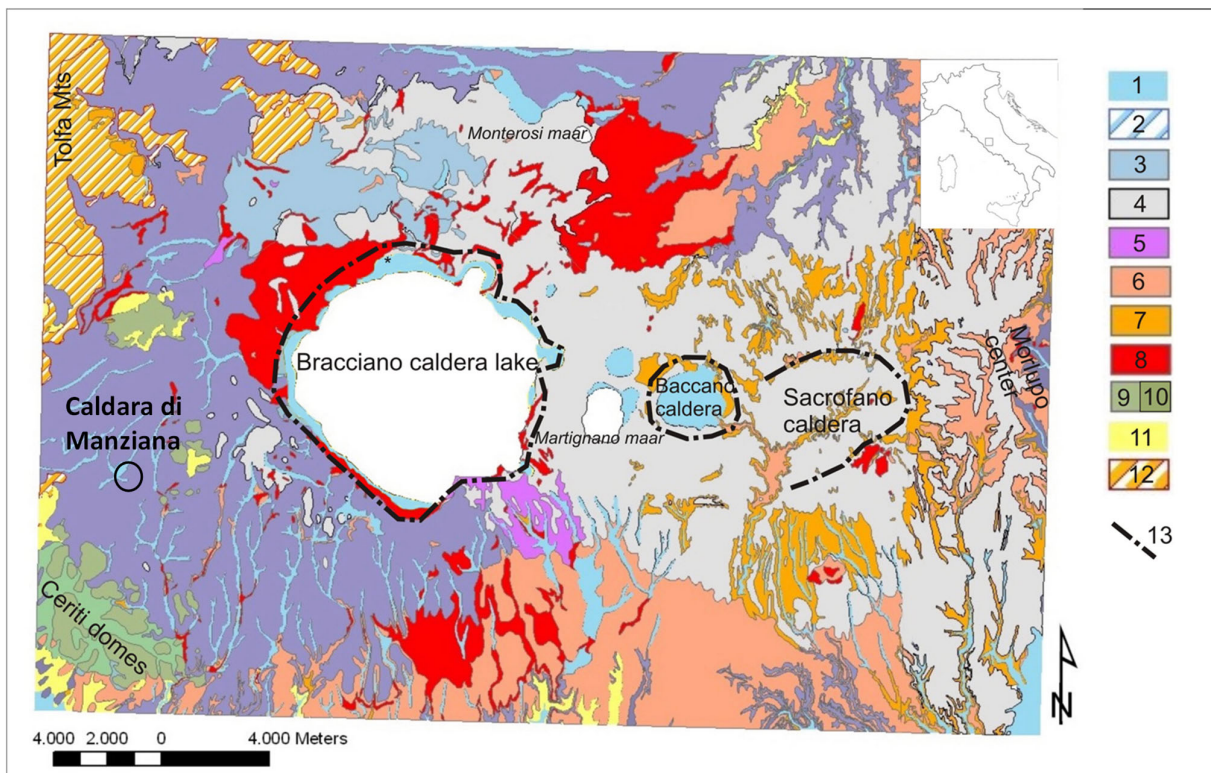 Tolfa Mts
Monterosi maar
*
Bracciano caldera lake
Baccano
caldera
Sacrofano
caldera
Morlupo
center
Martignano maar
Caldara di
Manziana
Ceriti domes
1
2
3
4
5
6
7
8
9 10
11
12
13
N
4.000 2.000 0 4.000 Meters